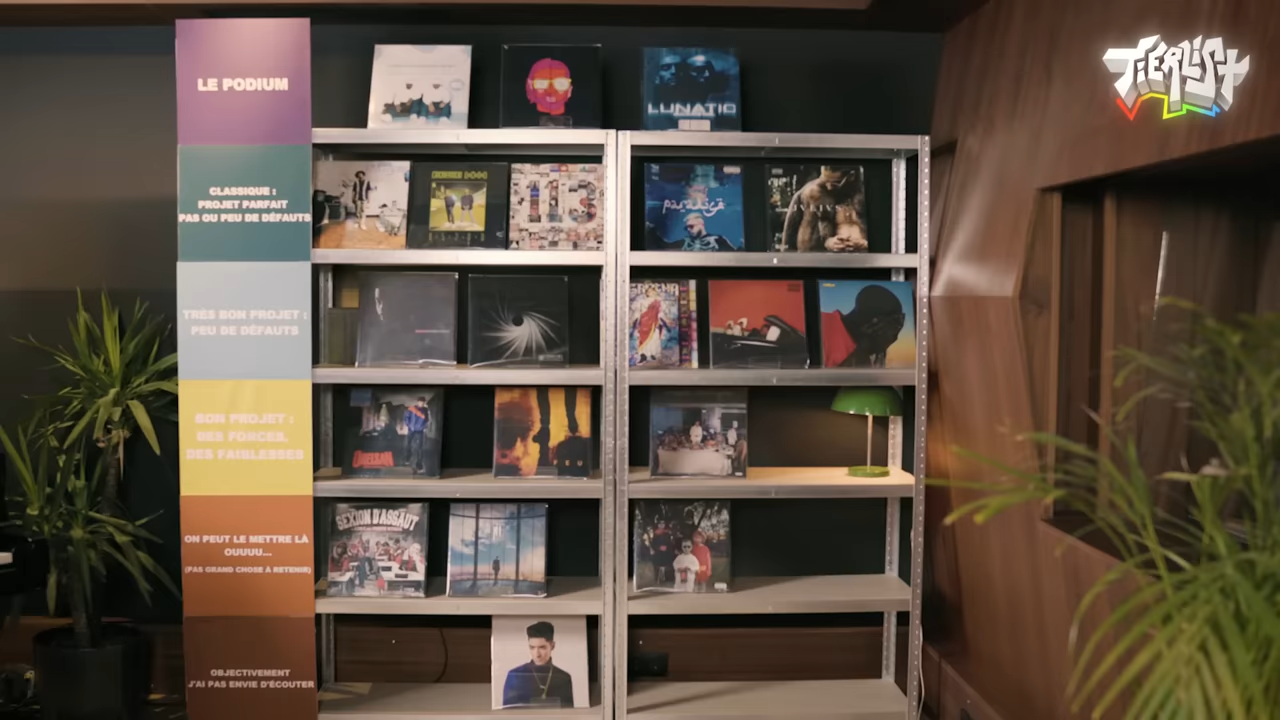 TIERLIST
LE PODIUM
LUNATIC
CLASSIQUE :
PROJET PARFAIT
PAS OU PEU DE DÉFAUTS
113
TRÈS BON PROJET :
PEU DE DÉFAUTS
BON PROJET :
DES FORCES,
DES FAIBLESSES
FEU
ON PEUT LE METTRE LÀ
OUUUU...
(PAS GRAND CHOSE À RETENIR)
SEXION D'ASSAUT
OBJECTIVEMENT
J'AI PAS ENVIE D'ÉCOUTER